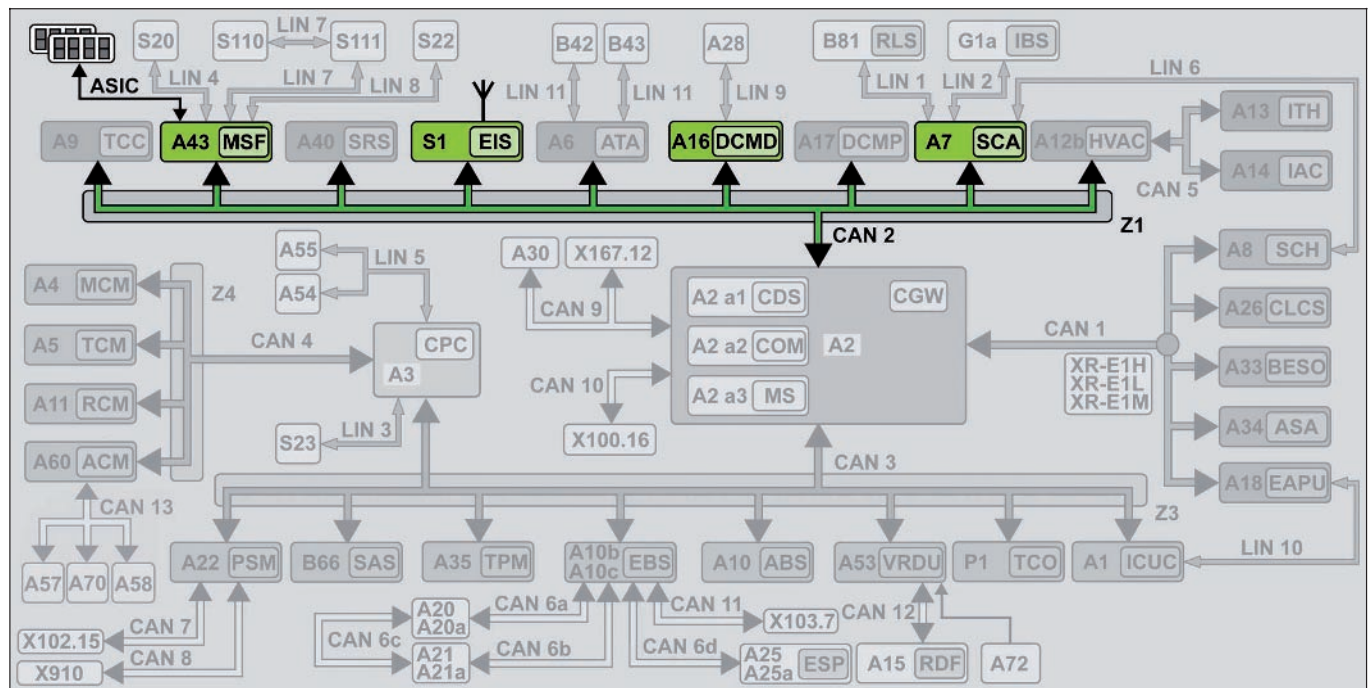 S20
LIN 7
S110
S111
S22
B42
B43
A28
B81 RLS
G1a IBS
LIN 6
ASIC
LIN 4
LIN 7
LIN 8
LIN 11
LIN 11
LIN 9
LIN 1
LIN 2
A9 TCC
A43 MSF
A40 SRS
S1 EIS
A6 ATA
A16 DCMD
A17 DCMP
A7 SCA
A12b HVAC
A13 ITH
A14 IAC
CAN 5
Z1
CAN 2
A55
LIN 5
A54
A30
X167.12
CAN 9
A2 a1 CDS
CGW
A2 a2 COM
A2
A2 a3 MS
CAN 1
A8 SCH
A26 CLCS
XR-E1H
XR-E1L
XR-E1M
A33 BESO
A34 ASA
A18 EAPU
A4 MCM
Z4
A5 TCM
CAN 4
CPC
A3
A11 RCM
CAN 10
X100.16
S23
LIN 3
A60 ACM
CAN 3
CAN 13
Z3
LIN 10
A57
A70
A58
A22 PSM
B66 SAS
A35 TPM
A10b
A10c
EBS
A10 ABS
A53 VRDU
P1 TCO
A1 ICUC
CAN 7
X102.15
CAN 8
X910
CAN 6c
A20
A20a
CAN 6a
A21
A21a
CAN 6b
CAN 11
X103.7
CAN 6d
A25
A25a
ESP
CAN 12
A15 RDF
A72